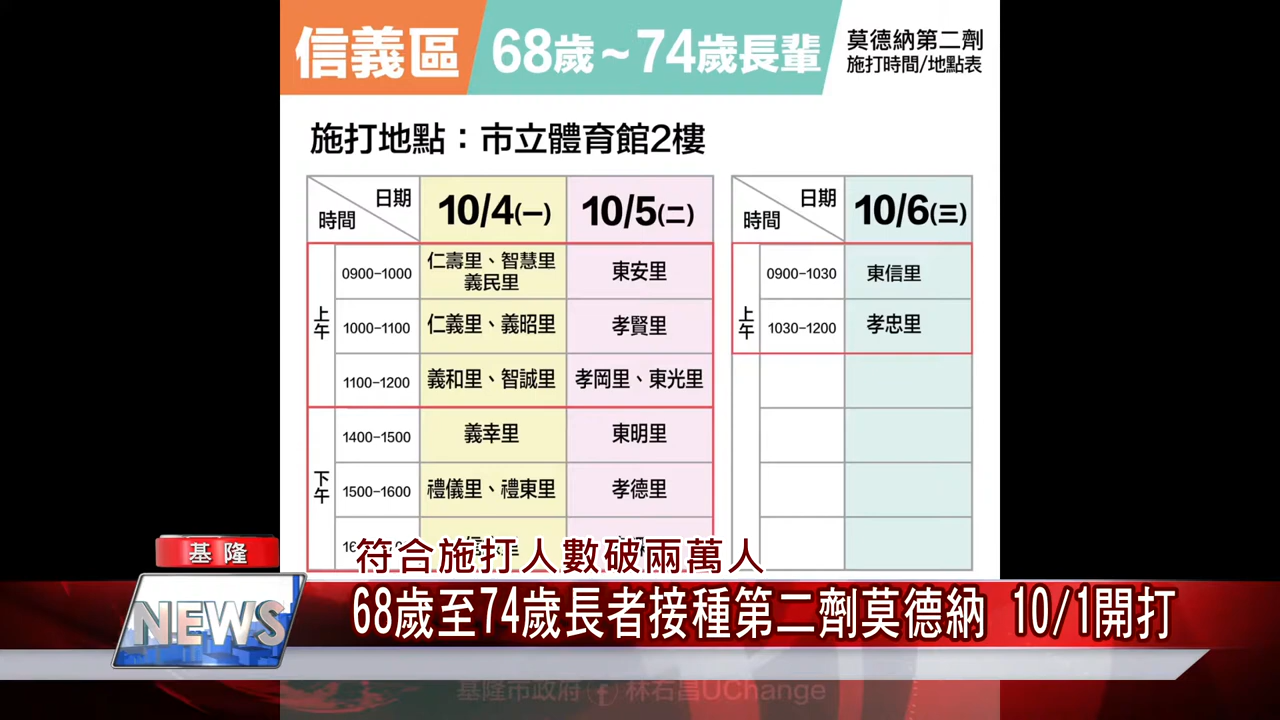 信義區 68歲~74歲長輩 莫德納第二劑
施打時間/地點表
施打地點：市立體育館2樓
日期 時間 10/4(一) 10/5(二)
上午
0900-1000 仁壽里、智慧里 義民里 東安里
1000-1100 仁義里、義昭里 孝賢里
1100-1200 義和里、智誠里 孝岡里、東光里
下午
1400-1500 義幸里 東明里
1500-1600 禮儀里、禮東里 孝德里
日期 時間 10/6(三)
上午
0900-1030 東信里
1030-1200 孝忠里
基隆
符合施打人數破兩萬人
NEWS
68歲至74歲長者接種第二劑莫德納 10/1開打
基隆市政府 f 林右昌UChange